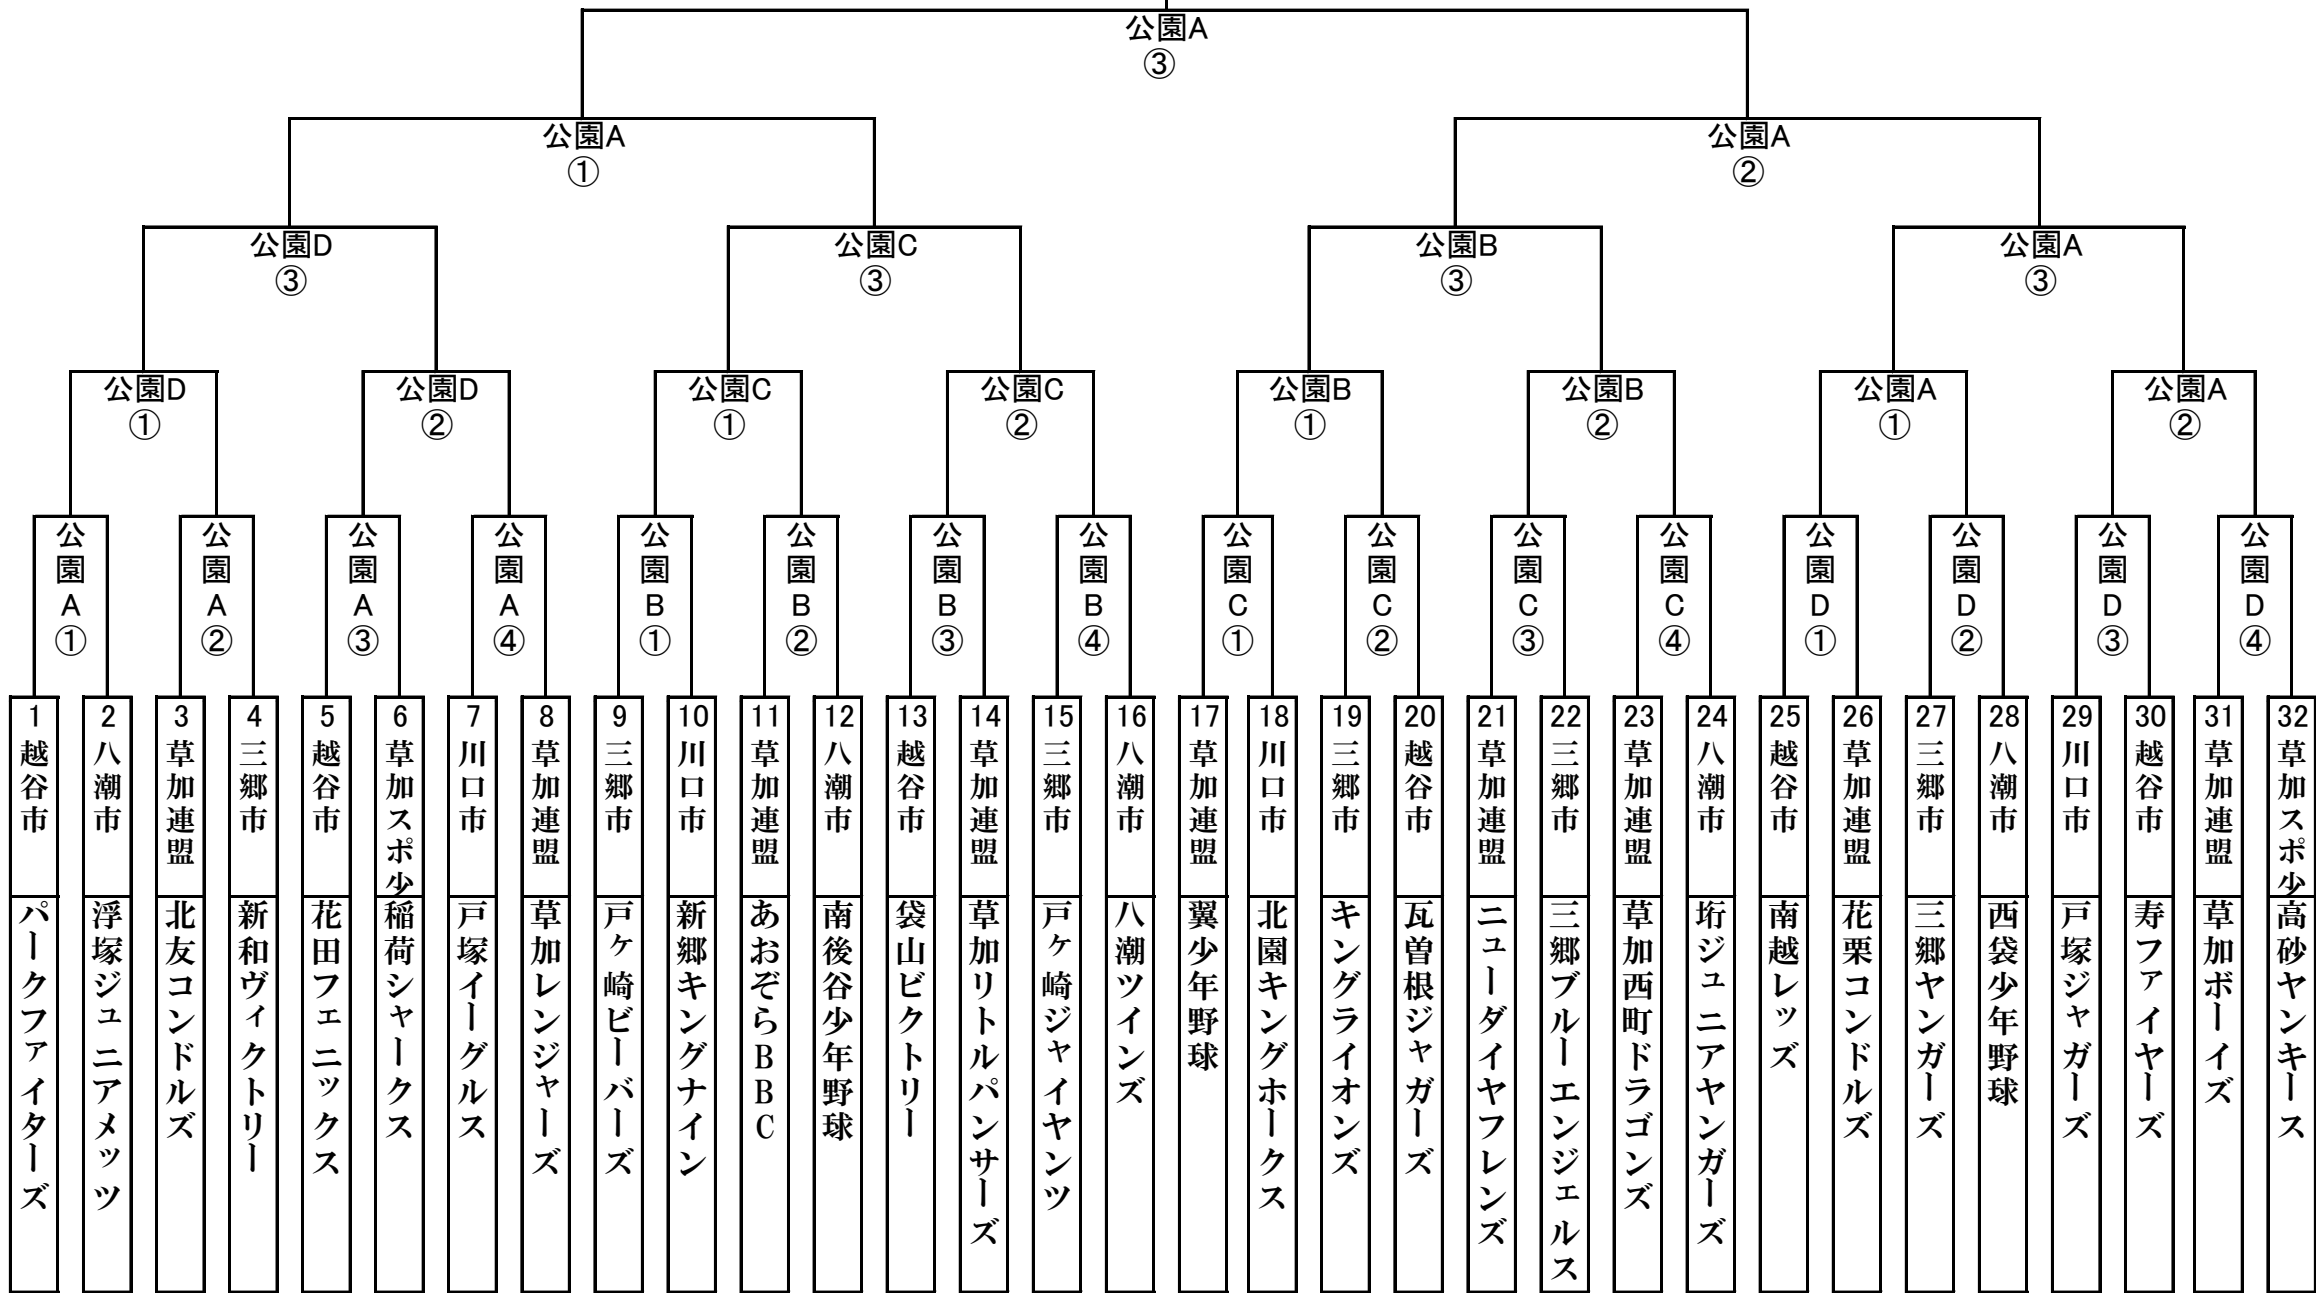 公園A
③
公園A
①
公園A
②
公園D
③
公園C
③
公園B
③
公園A
③
公園D
①
公園D
②
公園C
①
公園C
②
公園B
①
公園B
②
公園A
①
公園A
②
公園A①
公園A②
公園A③
公園A④
公園B①
公園B②
公園B③
公園B④
公園C①
公園C②
公園C③
公園C④
公園D①
公園D②
公園D③
公園D④
1 越谷市 パークファイターズ
2 八潮市 浮塚ジュニアメッツ
3 草加連盟 北友コンドルズ
4 三郷市 新和ヴィクトリー
5 越谷市 花田フェニックス
6 草加スポ少 稲荷シャークス
7 川口市 戸塚イーグルス
8 草加連盟 草加レンジャーズ
9 三郷市 戸ヶ崎ビーバーズ
10 川口市 新郷キングナイン
11 草加連盟 あおぞらBBC
12 八潮市 南後谷少年野球
13 越谷市 袋山ビクトリー
14 草加連盟 草加リトルパンサーズ
15 三郷市 戸ヶ崎ジャイヤンツ
16 八潮市 八潮ツインズ
17 草加連盟 翼少年野球
18 川口市 北園キングホークス
19 三郷市 キングライオンズ
20 越谷市 瓦曽根ジャガーズ
21 草加連盟 ニューダイヤフレンズ
22 三郷市 三郷ブルーエンジェルス
23 草加連盟 草加西町ドラゴンズ
24 八潮市 垳ジュニアヤンガーズ
25 越谷市 南越レッズ
26 草加連盟 花栗コンドルズ
27 三郷市 三郷ヤンガーズ
28 八潮市 西袋少年野球
29 川口市 戸塚ジャガーズ
30 越谷市 寿ファイヤーズ
31 草加連盟 草加ボーイズ
32 草加スポ少 高砂ヤンキース